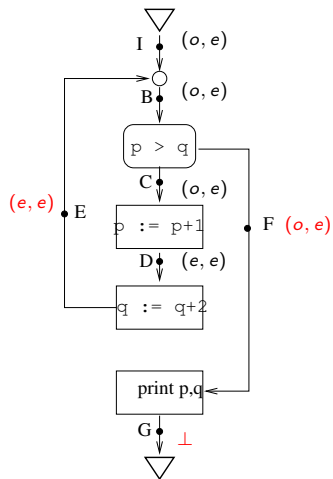 I (o, e)
B (o, e)
p > q
C (o, e)
(e, e) E
F (o, e)
p := p+1
D (e, e)
q := q+2
print p,q
G ⊥